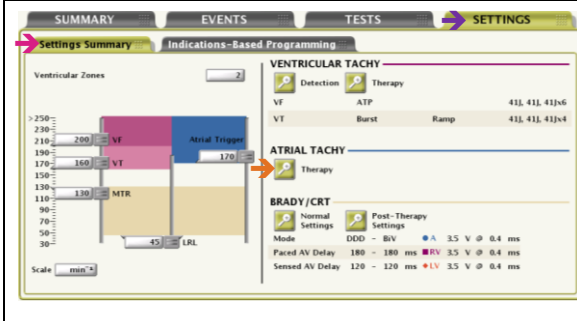 SUMMARY EVENTS TESTS SETTINGS
Settings Summary Indications-Based Programming
Ventricular Zones 2
>250
230
210
190
170
150
130
110
90
70
50
30
200 VF
160 VT
130 MTR
45 LRL
Atrial Trigger
170
Scale min⁻¹
VENTRICULAR TACHY
Detection Therapy
VF ATP 41J, 41J, 41Jx6
VT Burst Ramp 41J, 41J, 41Jx4
ATRIAL TACHY
Therapy
BRADY/CRT
Normal Settings Post-Therapy Settings
Mode DDD - BiV A 3.5 V @ 0.4 ms
Paced AV Delay 180 - 180 ms RV 3.5 V @ 0.4 ms
Sensed AV Delay 120 - 120 ms LV 3.5 V @ 0.4 ms